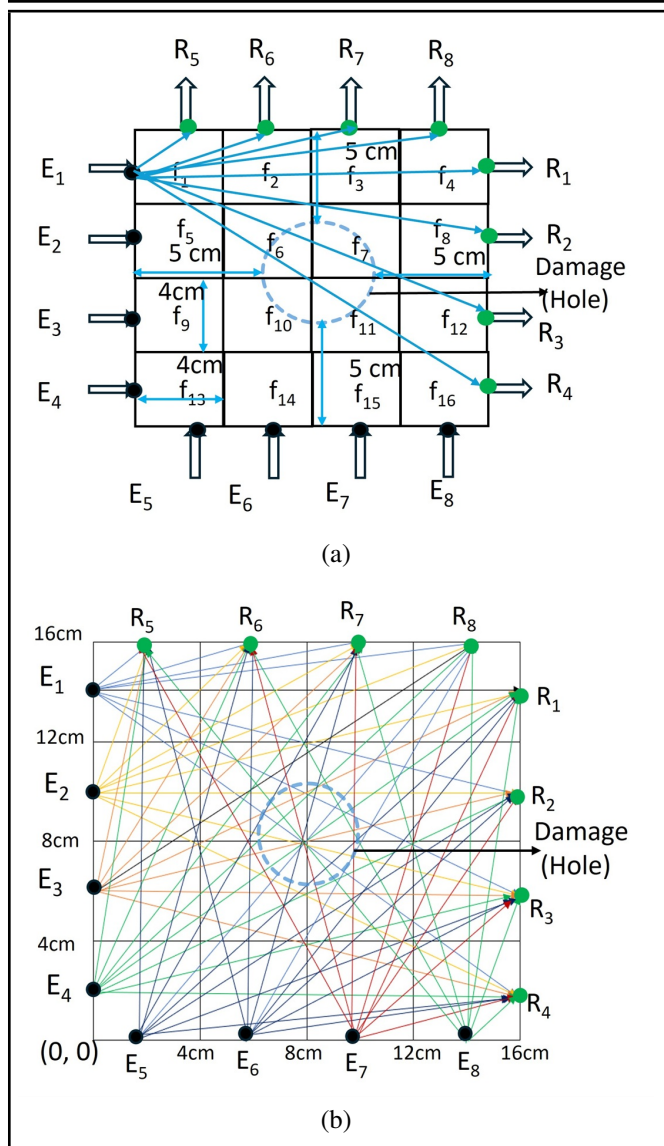 R5 R6 R7 R8
5 cm
E1 f1 f2 f3 f4 R1
E2 f5 f6 f7 f8 R2
5 cm 5 cm
Damage
(Hole)
4cm
E3 f9 f10 f11 f12 R3
4cm 5 cm
E4 f13 f14 f15 f16 R4
E5 E6 E7 E8
(a)
16cm R5 R6 R7 R8
E1 R1
12cm
E2 R2
Damage
(Hole)
8cm
E3 R3
4cm
E4 R4
(0, 0) E5 4cm E6 8cm E7 12cm E8 16cm
(b)